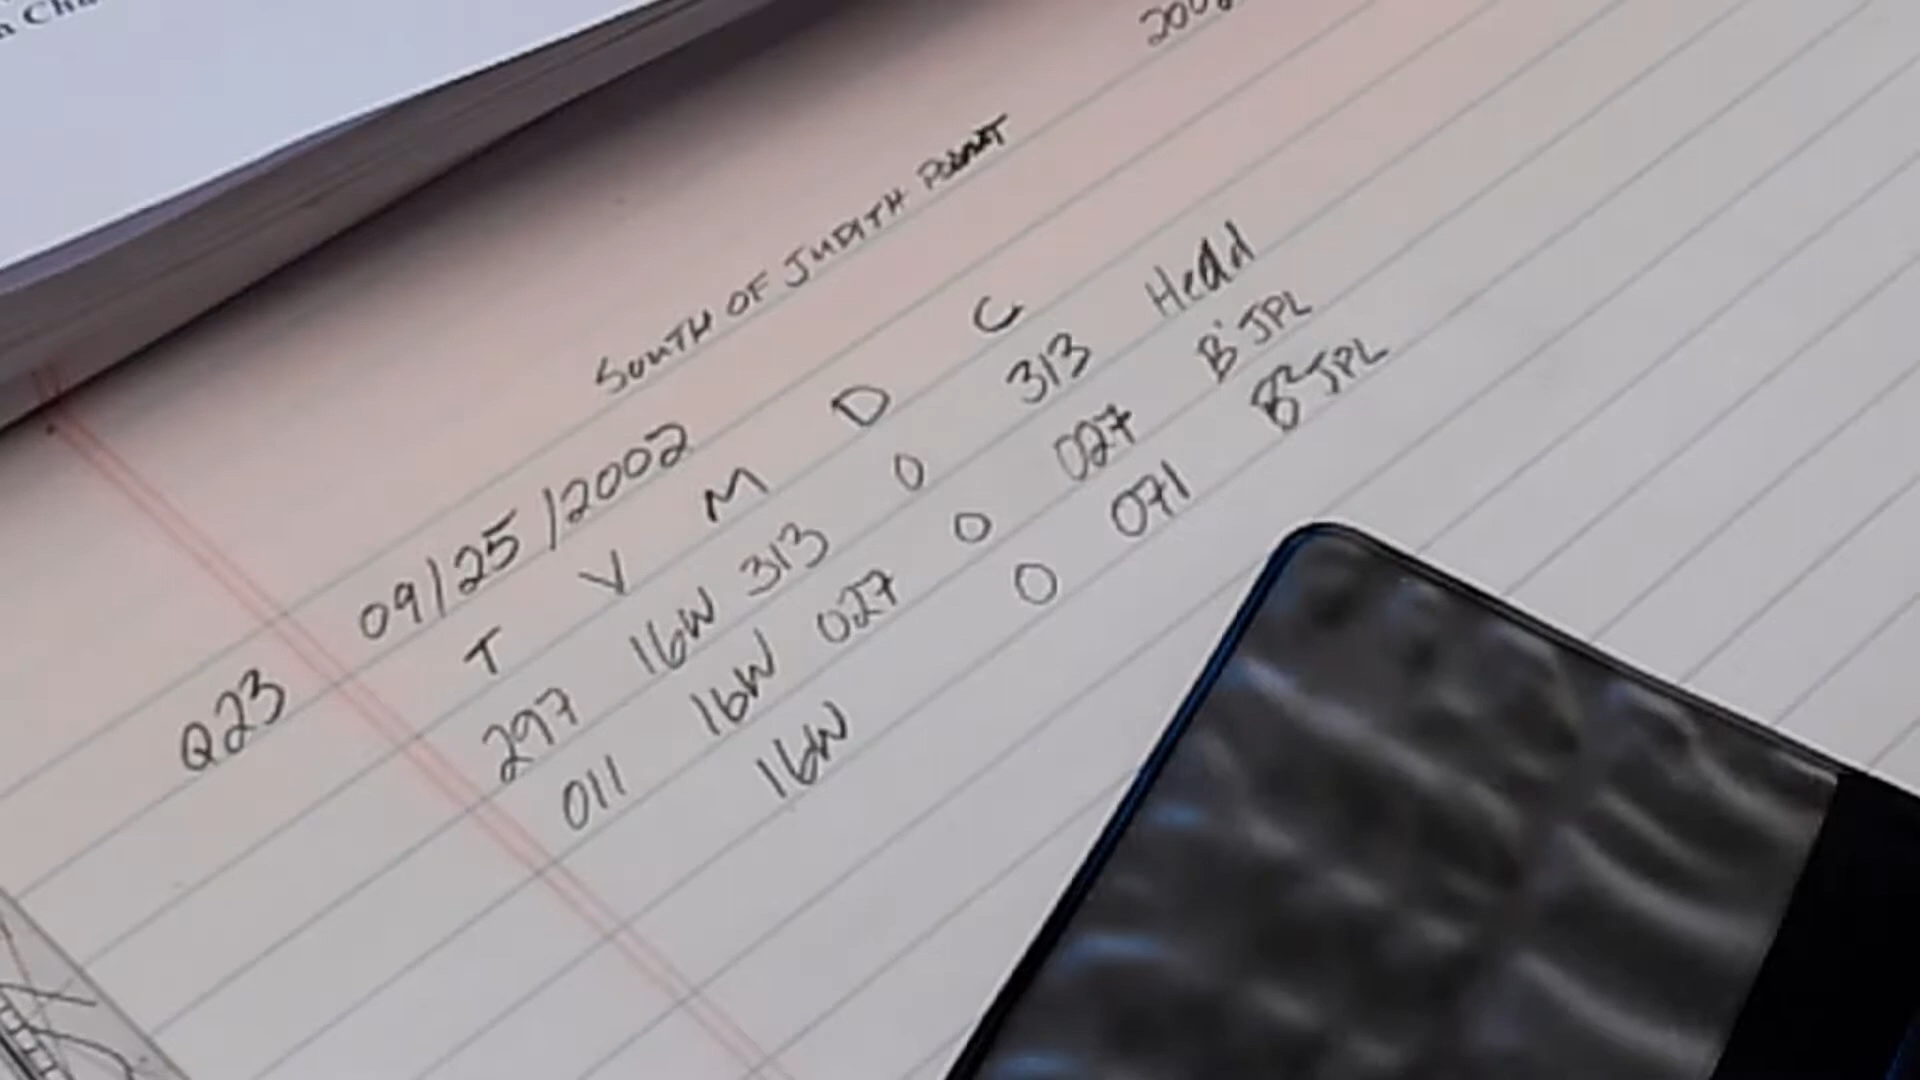 South OF JUDITH Point
Q23 09/25/2002
T V M D C
297 16W 313 0 313 Head
011 16W 027 0 027 B' JPL
16W 0 071 B² JPL